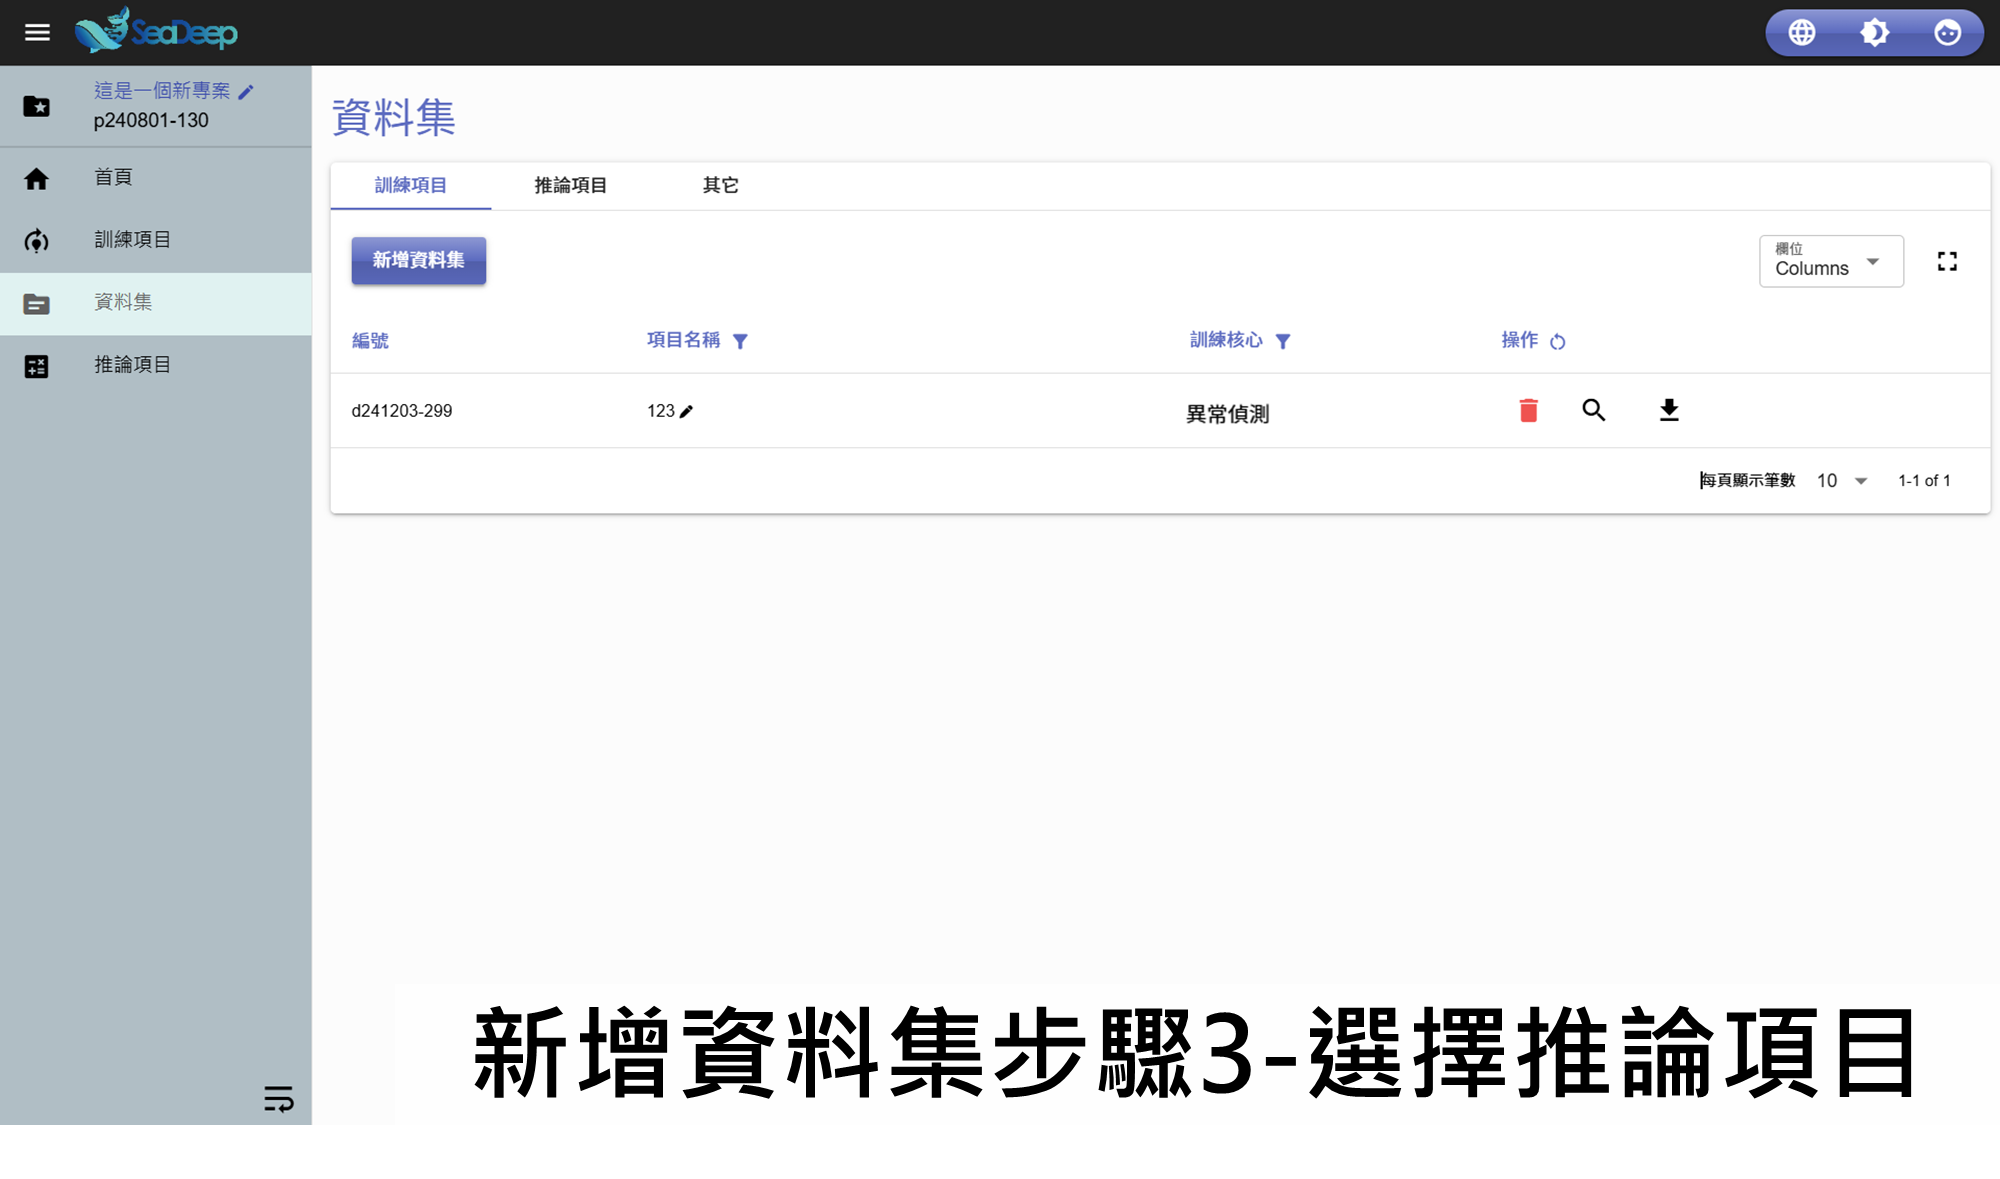 SeaDeep
這是一個新專案
p240801-130
首頁
訓練項目
資料集
推論項目
資料集
訓練項目
推論項目
其它
新增資料集
欄位
Columns
編號
項目名稱
訓練核心
操作
d241203-299
123
異常偵測
每頁顯示筆數
10
1-1 of 1
新增資料集步驟3-選擇推論項目